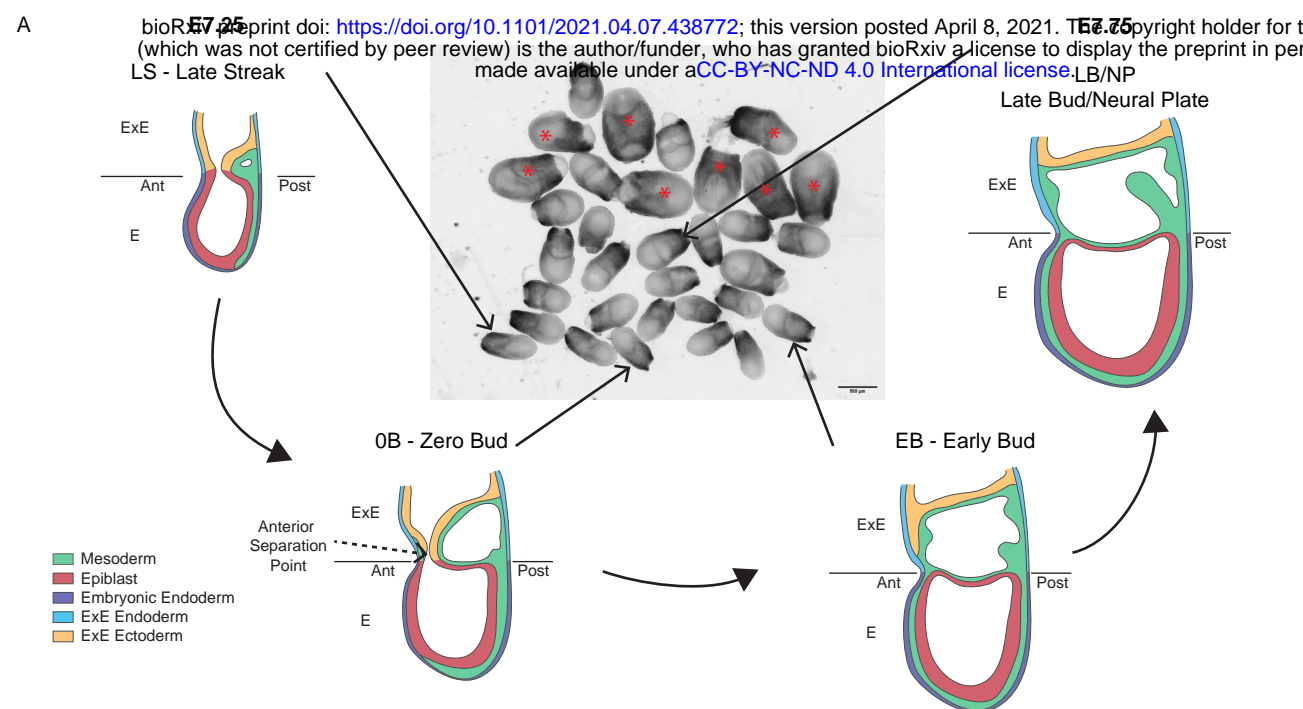 A
bioRxiv preprint doi: https://doi.org/10.1101/2021.04.07.438772; this version posted April 8, 2021. The copyright holder for t
E7.25
E7.75
(which was not certified by peer review) is the author/funder, who has granted bioRxiv a license to display the preprint in per
made available under aCC-BY-NC-ND 4.0 International license.
LS - Late Streak
LB/NP
Late Bud/Neural Plate
ExE
Ant
Post
E
* * * * * * * * *
500 µm
ExE
Ant
Post
E
0B - Zero Bud
EB - Early Bud
Anterior
Separation
Point
ExE
Ant
Post
E
ExE
Ant
Post
E
Mesoderm
Epiblast
Embryonic Endoderm
ExE Endoderm
ExE Ectoderm